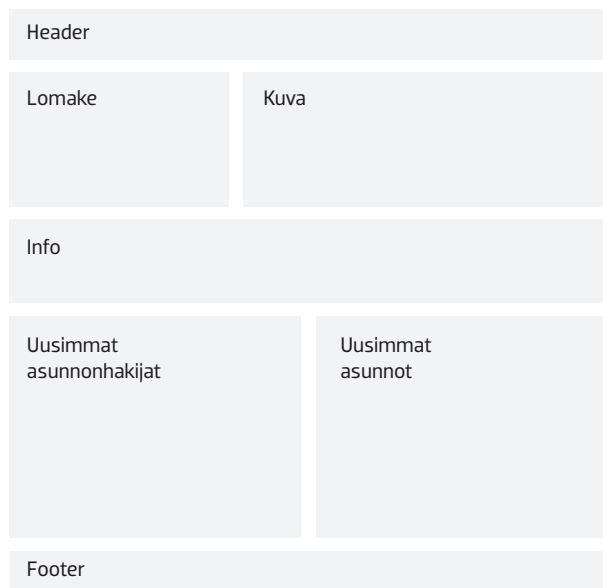 Header
Lomake
Kuva
Info
Uusimmat
asunnonhakijat
Uusimmat
asunnot
Footer